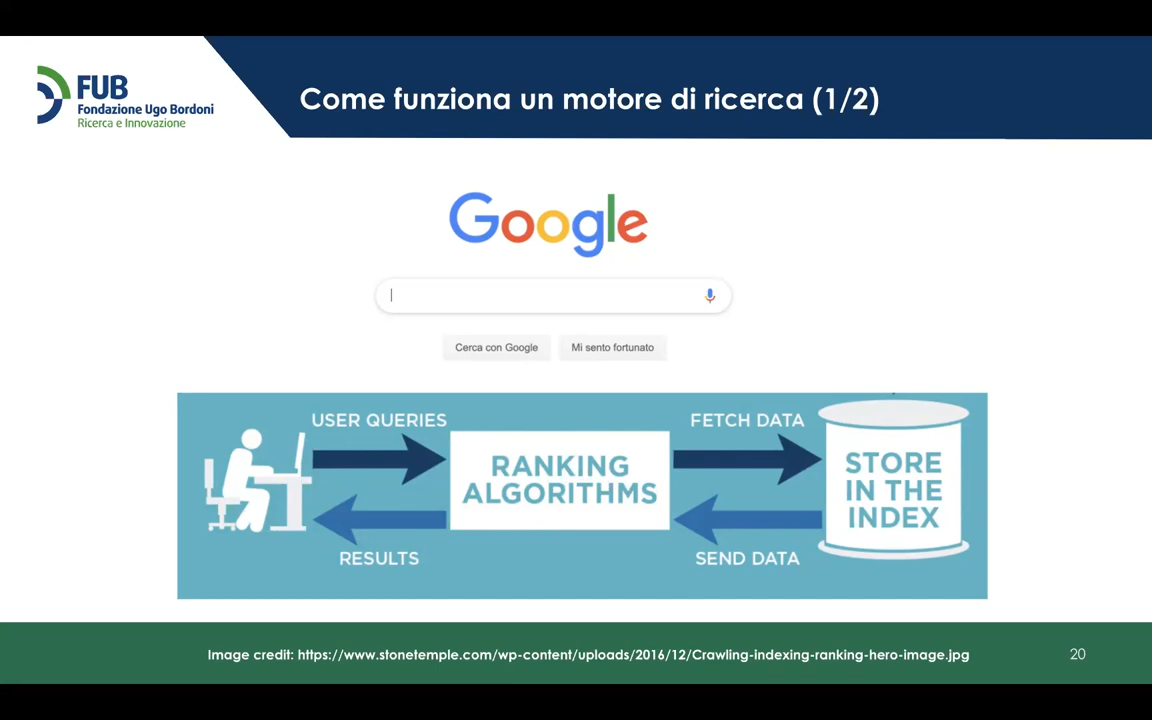 FUB
Fondazione Ugo Bordoni
Ricerca e Innovazione
Come funziona un motore di ricerca (1/2)
Google
Cerca con Google
Mi sento fortunato
USER QUERIES
FETCH DATA
RANKING
ALGORITHMS
STORE
IN THE
INDEX
RESULTS
SEND DATA
Image credit: https://www.stonetemple.com/wp-content/uploads/2016/12/Crawling-indexing-ranking-hero-image.jpg
20